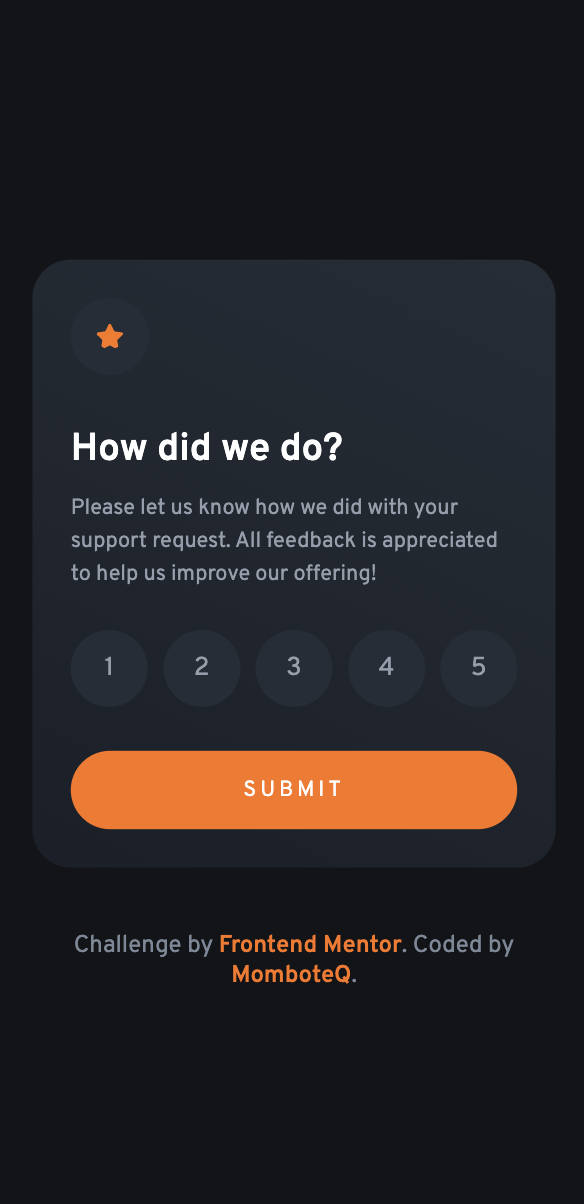 How did we do?
Please let us know how we did with your
support request. All feedback is appreciated
to help us improve our offering!
1 2 3 4 5
SUBMIT
Challenge by Frontend Mentor. Coded by
MomboteQ.